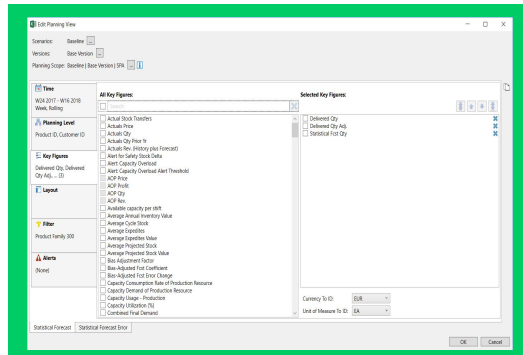 Edit Planning View
Scenarios: Baseline ...
Versions: Base Version ...
Planning Scope: Baseline | Base Version | SPA ...
Time
W24 2017 - W16 2018
Week, Rolling
Planning Level
Product ID, Customer ID
Key Figures
Delivered Qty, Delivered
Qty Adj., ... (3)
Layout
Filter
Product Family 300
Alerts
(None)
All Key Figures:
Search
Actual Stock Transfers
Actuals Price
Actuals Qty
Actuals Qty Prior Yr
Actuals Rev. (History plus Forecast)
Alert for Safety Stock Delta
Alert Capacity Overload
Alert Capacity Overload Alert Threshold
AOP Price
AOP Profit
AOP Qty
AOP Rev.
Available capacity per shift
Average Annual Inventory Value
Average Cycle Stock
Average Expedites
Average Expedites Value
Average Projected Stock
Average Projected Stock Value
Bias Adjustment Factor
Bias-Adjusted Fcst Coefficient
Bias-Adjusted Fcst Error Change
Capacity Consumption Rate of Production Resource
Capacity Demand of Production Resource
Capacity Usage - Production
Capacity Utilization (%)
Combined Final Demand
Selected Key Figures:
Delivered Qty
Delivered Qty Adj.
Statistical Fcst Qty
Currency To ID: EUR
Unit of Measure To ID: EA
Statistical Forecast
Statistical Forecast Error
OK
Cancel